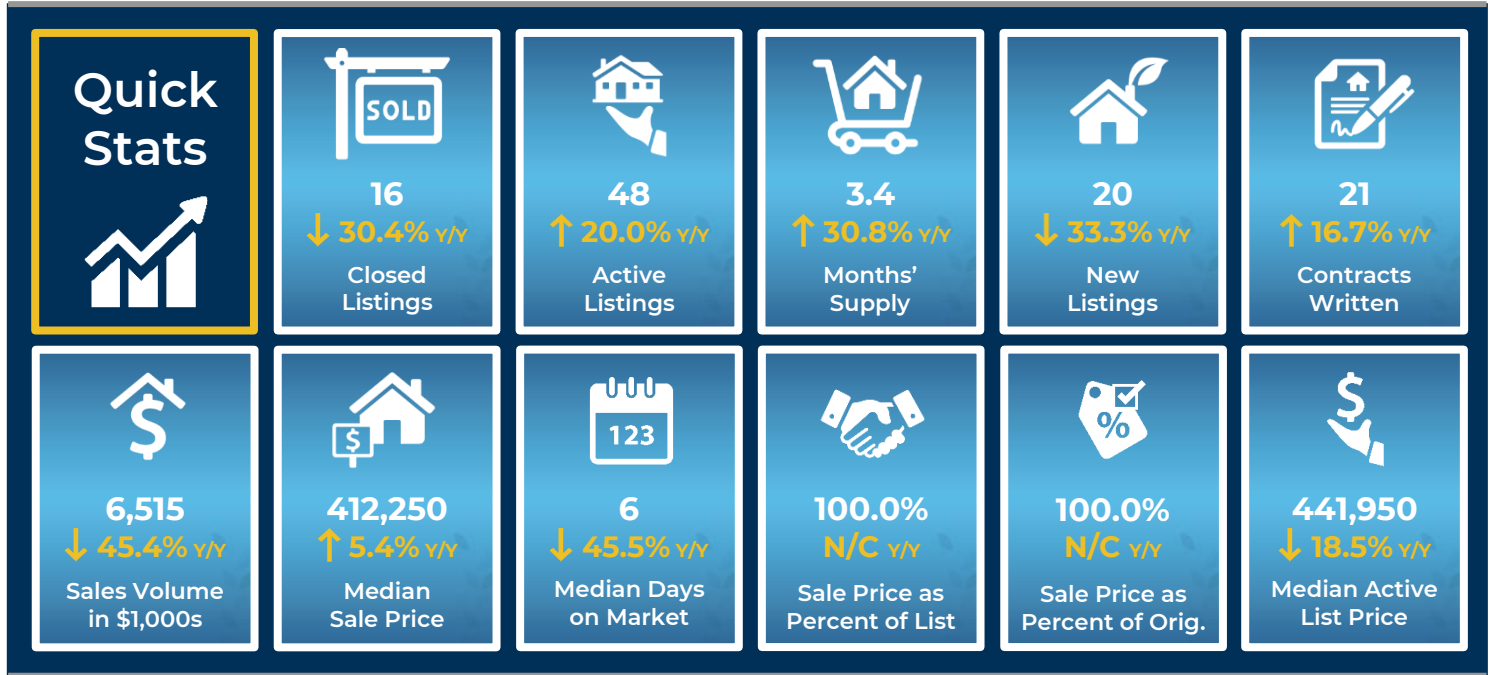 Quick
Stats
SOLD
16
↓ 30.4% Y/Y
Closed
Listings
48
↑ 20.0% Y/Y
Active
Listings
3.4
↑ 30.8% Y/Y
Months’
Supply
20
↓ 33.3% Y/Y
New
Listings
21
↑ 16.7% Y/Y
Contracts
Written
$
6,515
↓ 45.4% Y/Y
Sales Volume
in $1,000s
$
412,250
↑ 5.4% Y/Y
Median
Sale Price
123
6
↓ 45.5% Y/Y
Median Days
on Market
100.0%
N/C Y/Y
Sale Price as
Percent of List
%
100.0%
N/C Y/Y
Sale Price as
Percent of Orig.
$
441,950
↓ 18.5% Y/Y
Median Active
List Price